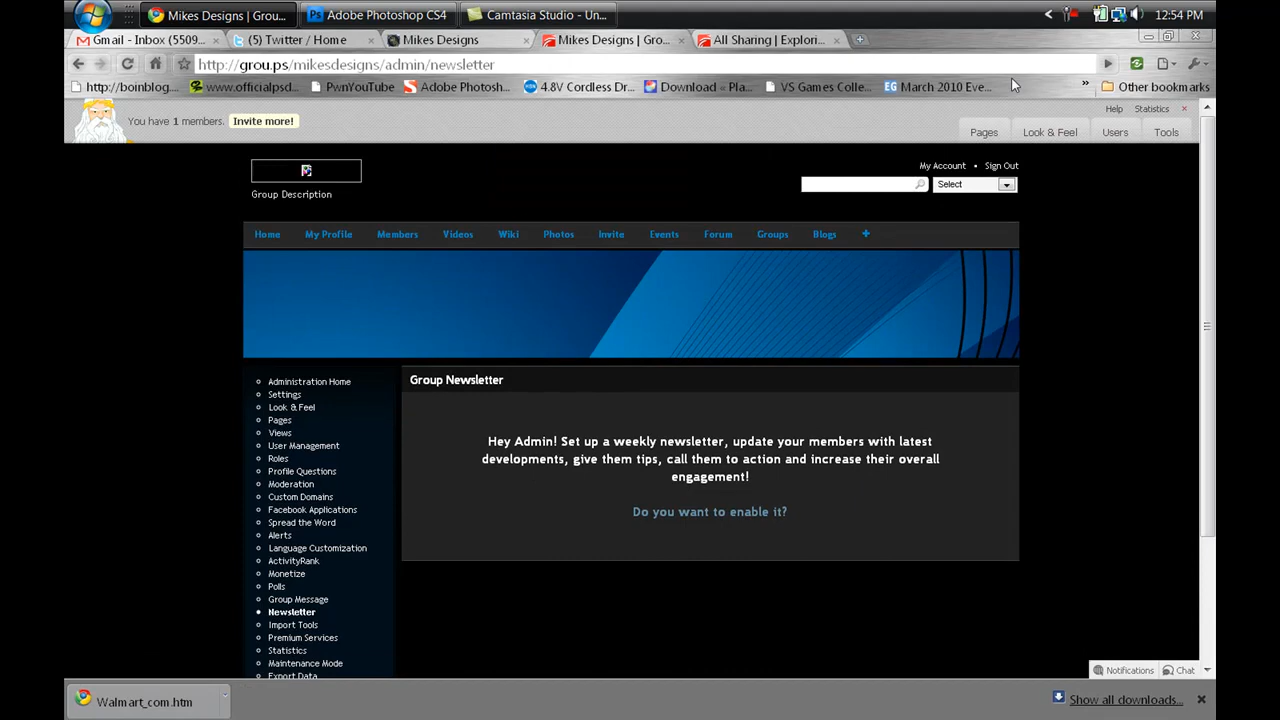 Mikes Designs | Grou...
Adobe Photoshop CS4
Camtasia Studio - Un...
12:54 PM
Gmail - Inbox (5509...
(5) Twitter / Home
Mikes Designs
Mikes Designs | Gro...
All Sharing | Explori...
http://grou.ps/mikesdesigns/admin/newsletter
http://boinblog....
www.officialpsd...
PwnYouTube
Adobe Photosh...
4.8V Cordless Dr...
Download « Pla...
VS Games Colle...
EG March 2010 Eve...
»
Other bookmarks
Help Statistics x
You have 1 members. Invite more!
Pages Look & Feel Users Tools
My Account • Sign Out
Select
Group Description
Home My Profile Members Videos Wiki Photos Invite Events Forum Groups Blogs +
Administration Home
Settings
Look & Feel
Pages
Views
User Management
Roles
Profile Questions
Moderation
Custom Domains
Facebook Applications
Spread the Word
Alerts
Language Customization
ActivityRank
Monetize
Polls
Group Message
Newsletter
Import Tools
Premium Services
Statistics
Maintenance Mode
Export Data
Group Newsletter
Hey Admin! Set up a weekly newsletter, update your members with latest
developments, give them tips, call them to action and increase their overall
engagement!
Do you want to enable it?
Notifications Chat
Walmart_com.htm
Show all downloads...